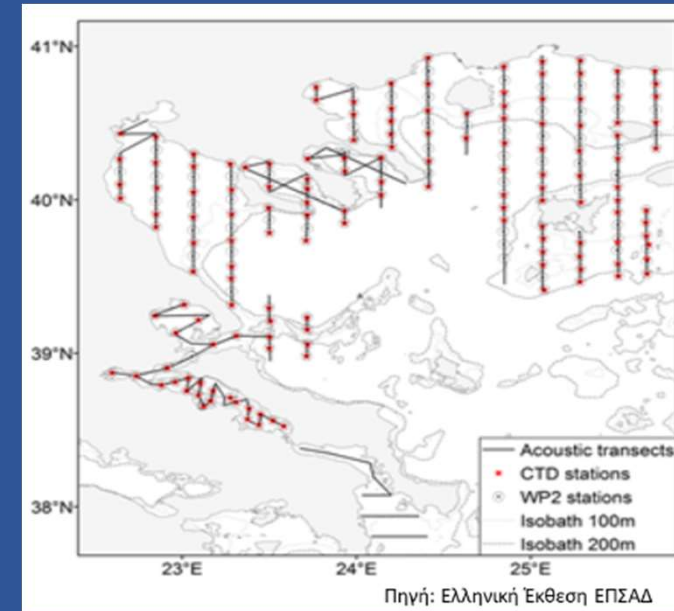 41°N
40°N
39°N
38°N
Acoustic transects
CTD stations
WP2 stations
Isobath 100m
Isobath 200m
23°E 24°E 25°E
Πηγή: Ελληνική Έκθεση ΕΠΣΑΔ